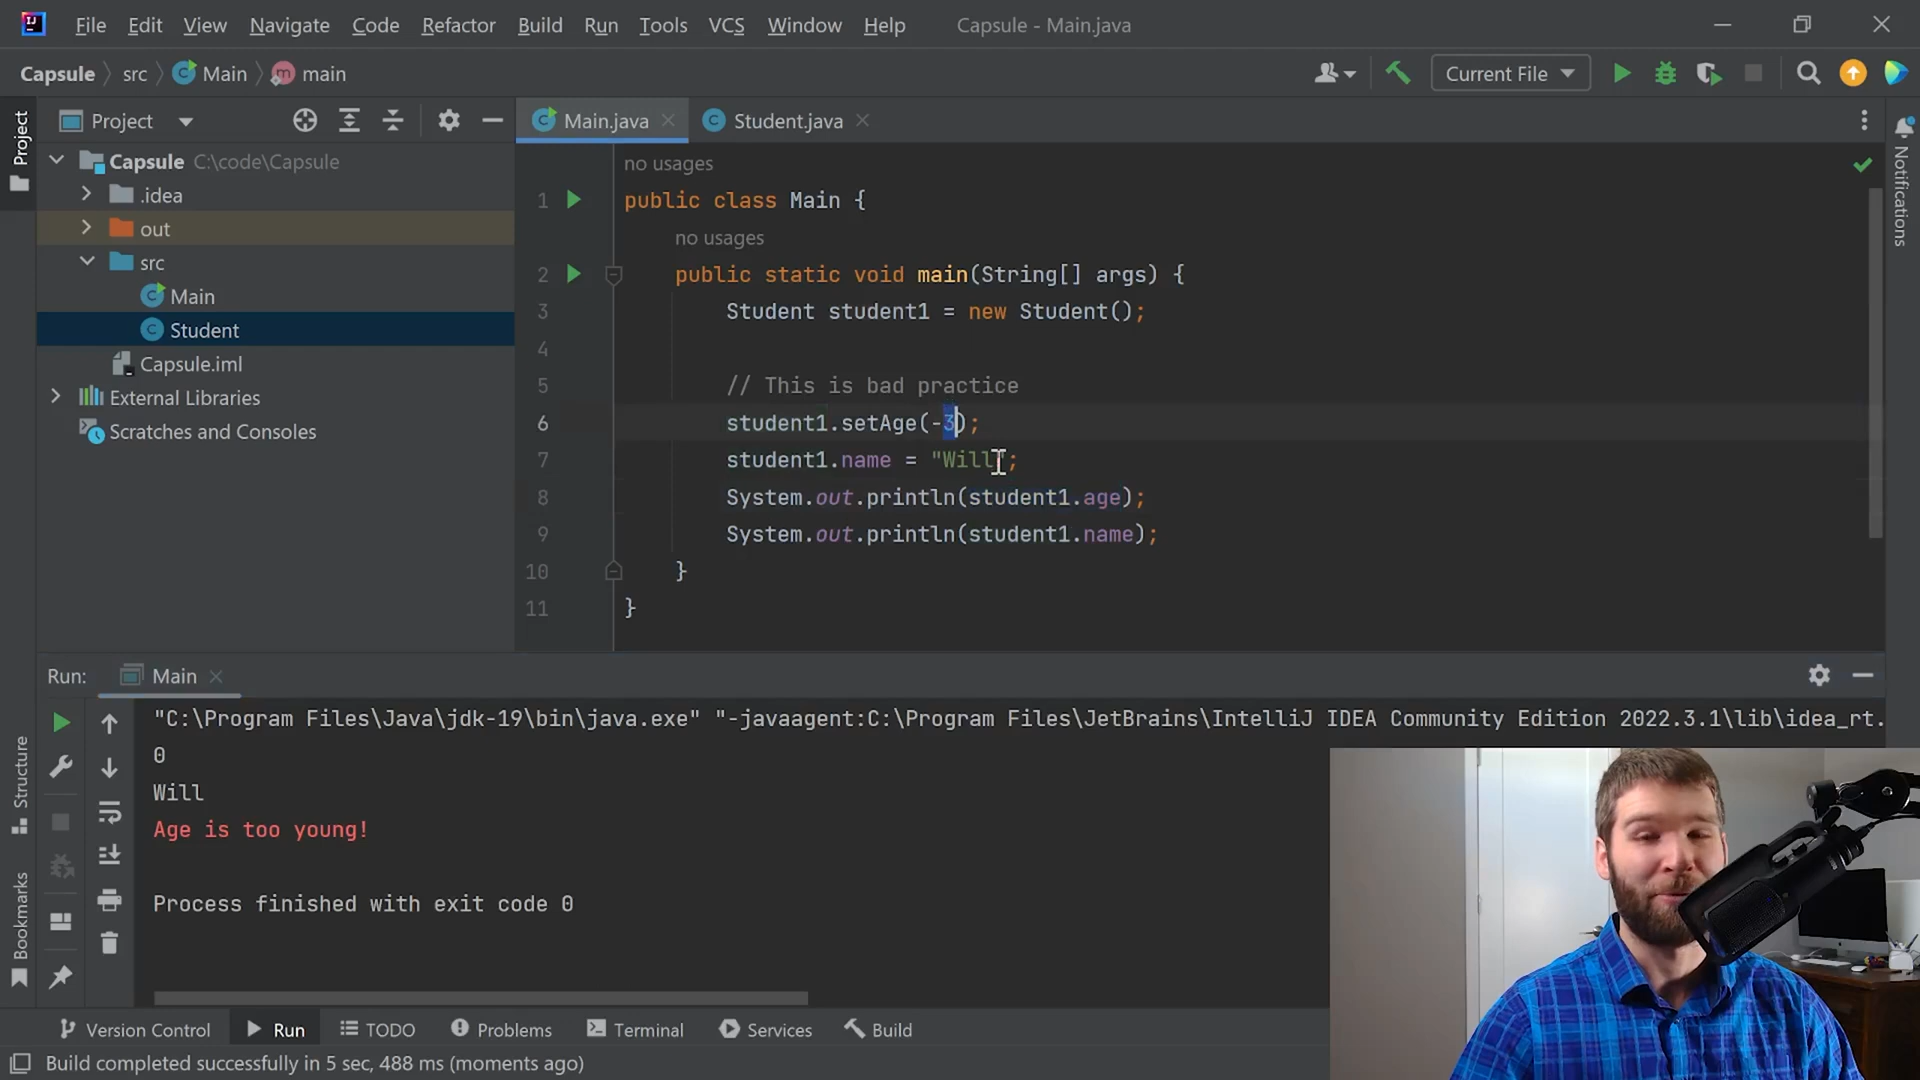 File Edit View Navigate Code Refactor Build Run Tools VCS Window Help Capsule - Main.java
Capsule src Main m main Current File
Project Main.java Student.java
Project
Capsule C:\code\Capsule
.idea
out
src
Main
Student
Capsule.iml
External Libraries
Scratches and Consoles
Notifications
no usages
1 public class Main {
no usages
2 public static void main(String[] args) {
3 Student student1 = new Student();
4
5 // This is bad practice
6 student1.setAge(-3);
7 student1.name = "Will";
8 System.out.println(student1.age);
9 System.out.println(student1.name);
10 }
11 }
Run: Main
"C:\Program Files\Java\jdk-19\bin\java.exe" "-javaagent:C:\Program Files\JetBrains\IntelliJ IDEA Community Edition 2022.3.1\lib\idea_rt.
0
Will
Age is too young!
Process finished with exit code 0
Structure
Bookmarks
Version Control Run TODO Problems Terminal Services Build
Build completed successfully in 5 sec, 488 ms (moments ago)